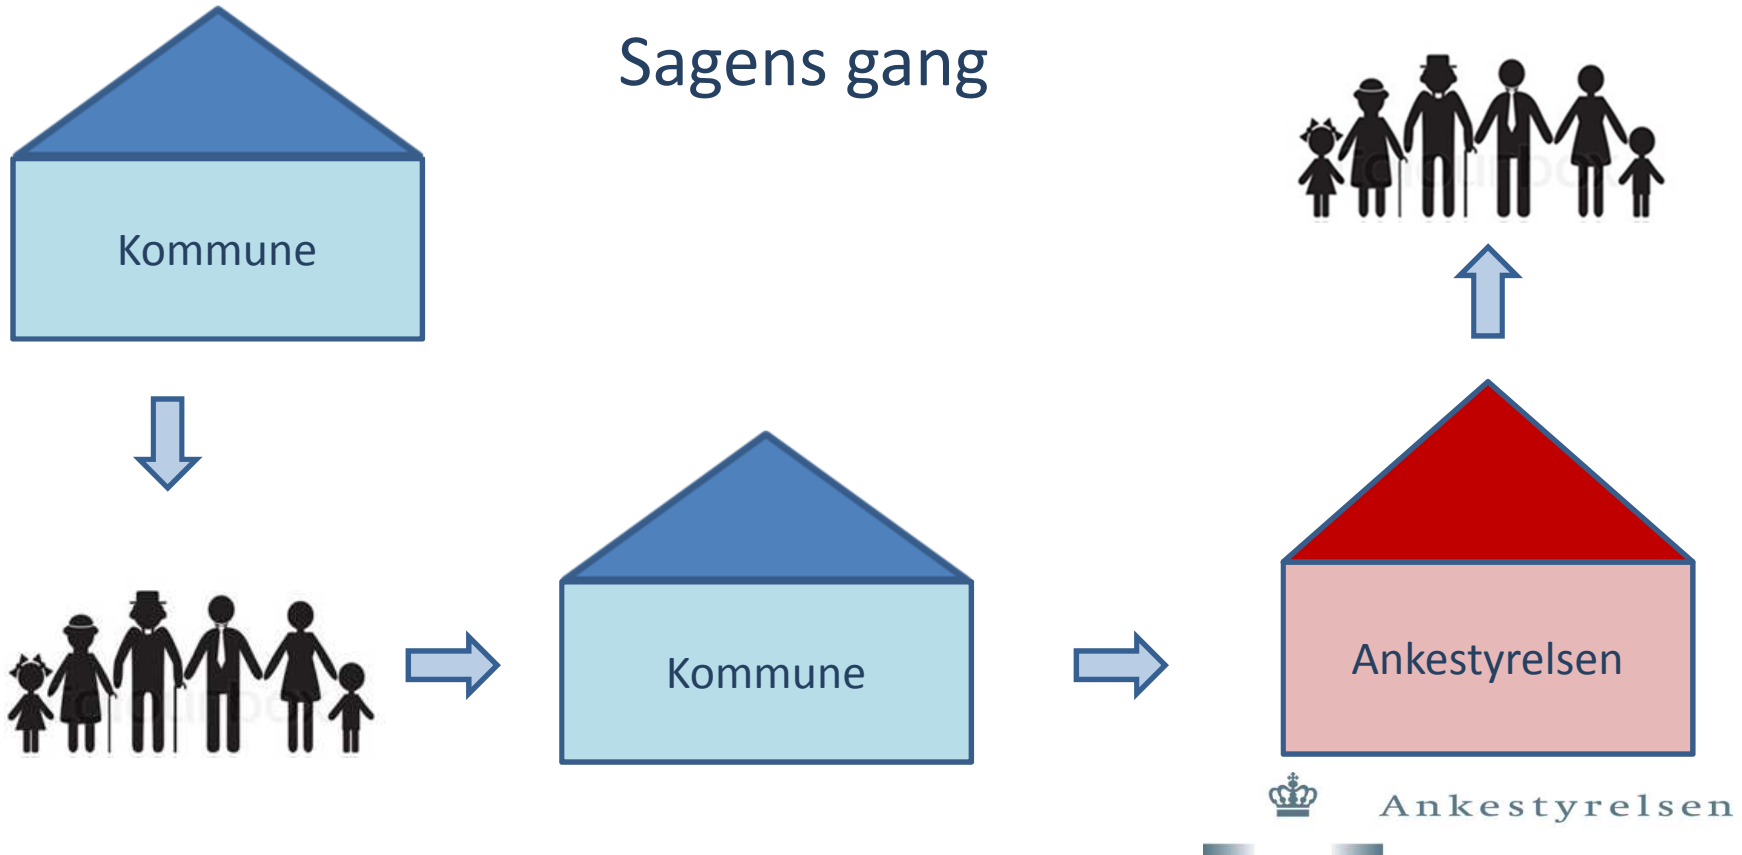 Sagens gang
Kommune
Kommune
Ankestyrelsen
Ankestyrelsen